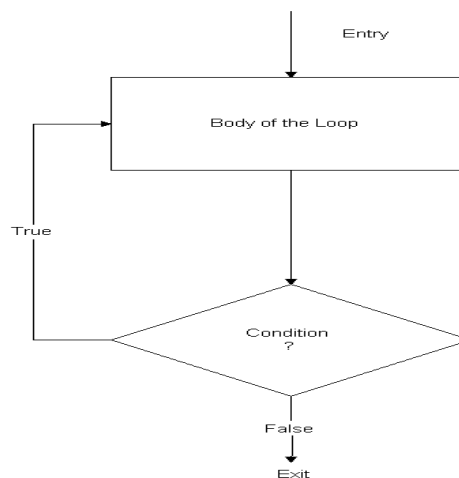 Entry
Body of the Loop
True
Condition
?
False
Exit